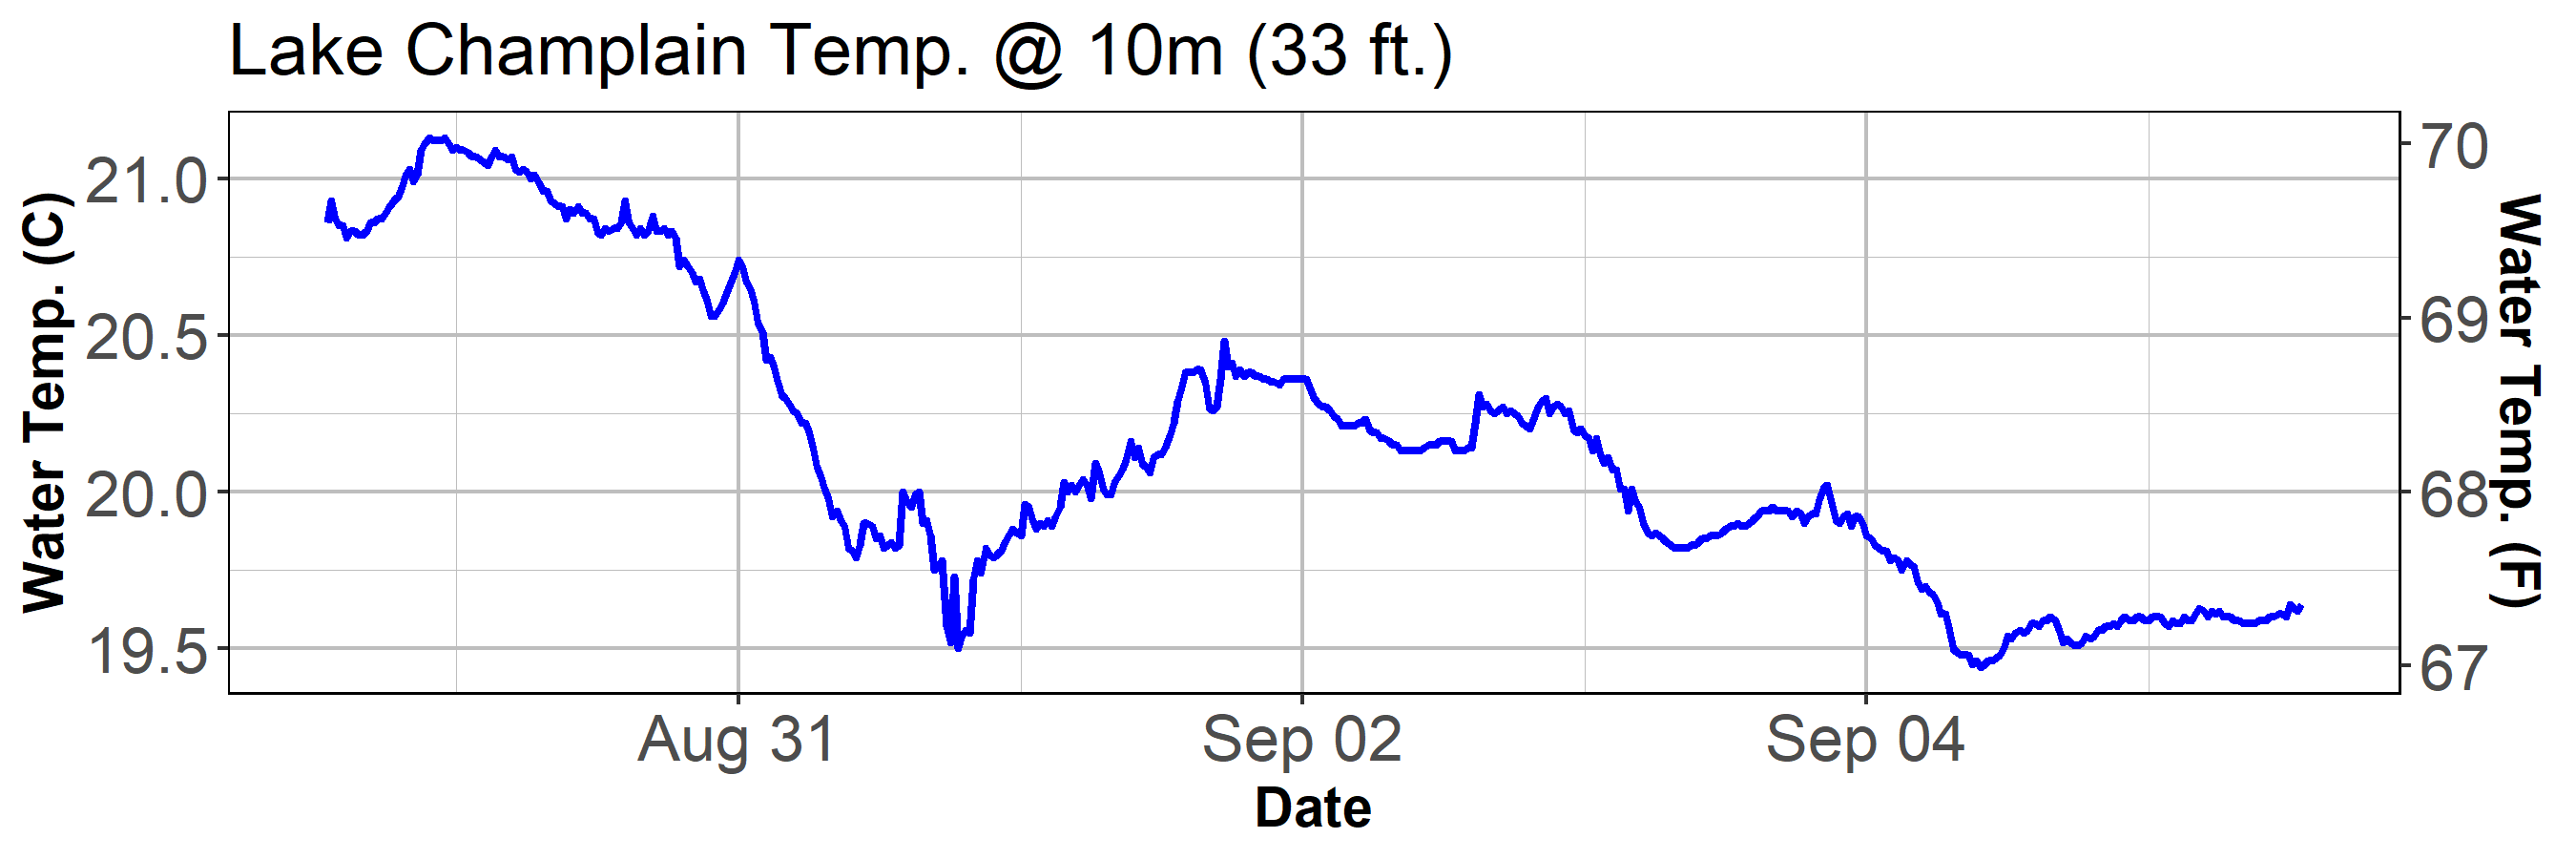 Lake Champlain Temp. @ 10m (33 ft.)
Water Temp. (C)
21.0
20.5
20.0
19.5
70
69
68
67
Water Temp. (F)
Aug 31
Sep 02
Sep 04
Date